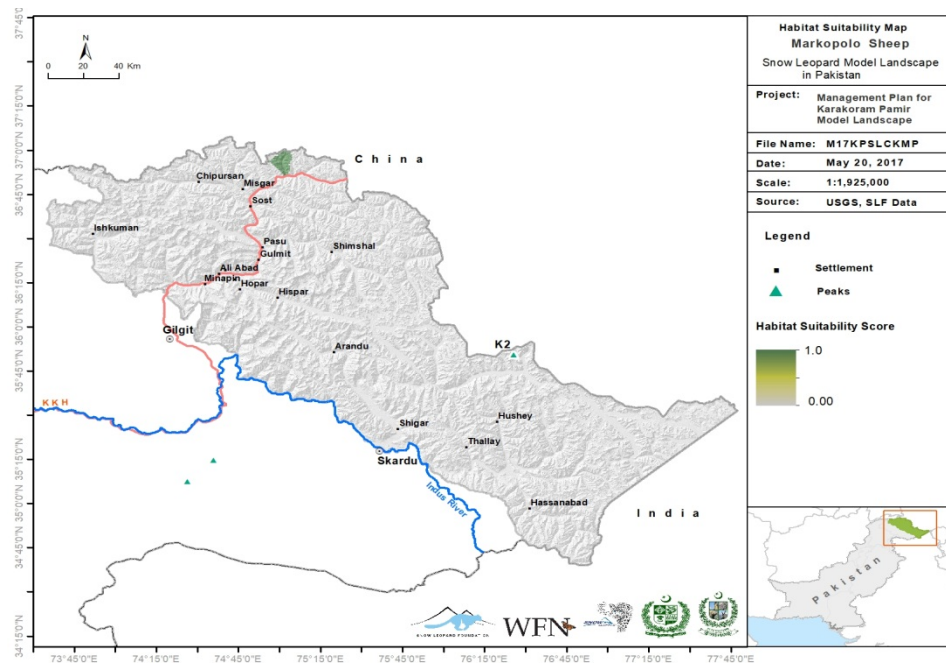 Habitat Suitability Map
Markopolo Sheep
Snow Leopard Model Landscape
in Pakistan
Project: Management Plan for
Karakoram Pamir
Model Landscape
File Name: M17KPSLCKMP
Date: May 20, 2017
Scale: 1:1,925,000
Source: USGS, SLF Data
Legend
Settlement
Peaks
Habitat Suitability Score
1.0
0.00
Pakistan
N
0 20 40 Km
China
Chipursan
Misgar
Sost
Ishkuman
Pasu
Gulmit
Shimshal
Ali Abad
Minapin
Hopar
Hispar
Gilgit
Arandu
K2
KKH
Shigar
Hushey
Thallay
Skardu
Indus River
Hassanabad
India
SNOW LEOPARD FOUNDATION
WFN
37°45'0"N
37°15'0"N
37°0'0"N
36°45'0"N
36°15'0"N
36°0'0"N
35°45'0"N
35°15'0"N
35°0'0"N
34°45'0"N
34°15'0"N
73°45'0"E
74°15'0"E
74°45'0"E
75°15'0"E
75°45'0"E
76°15'0"E
76°45'0"E
77°15'0"E
77°45'0"E